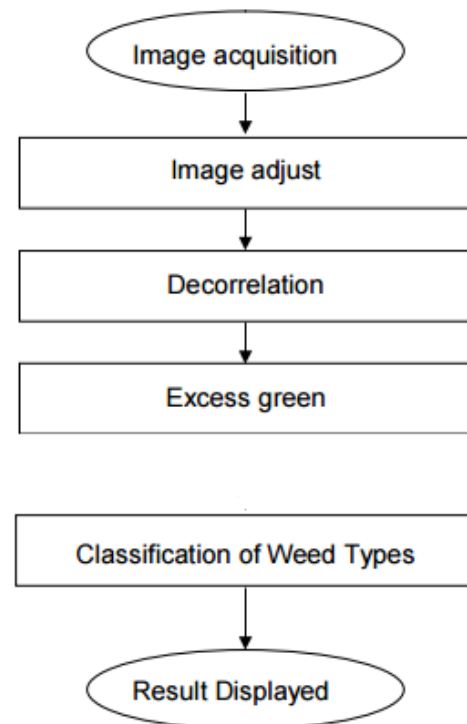 Image acquisition
Image adjust
Decorrelation
Excess green
Classification of Weed Types
Result Displayed